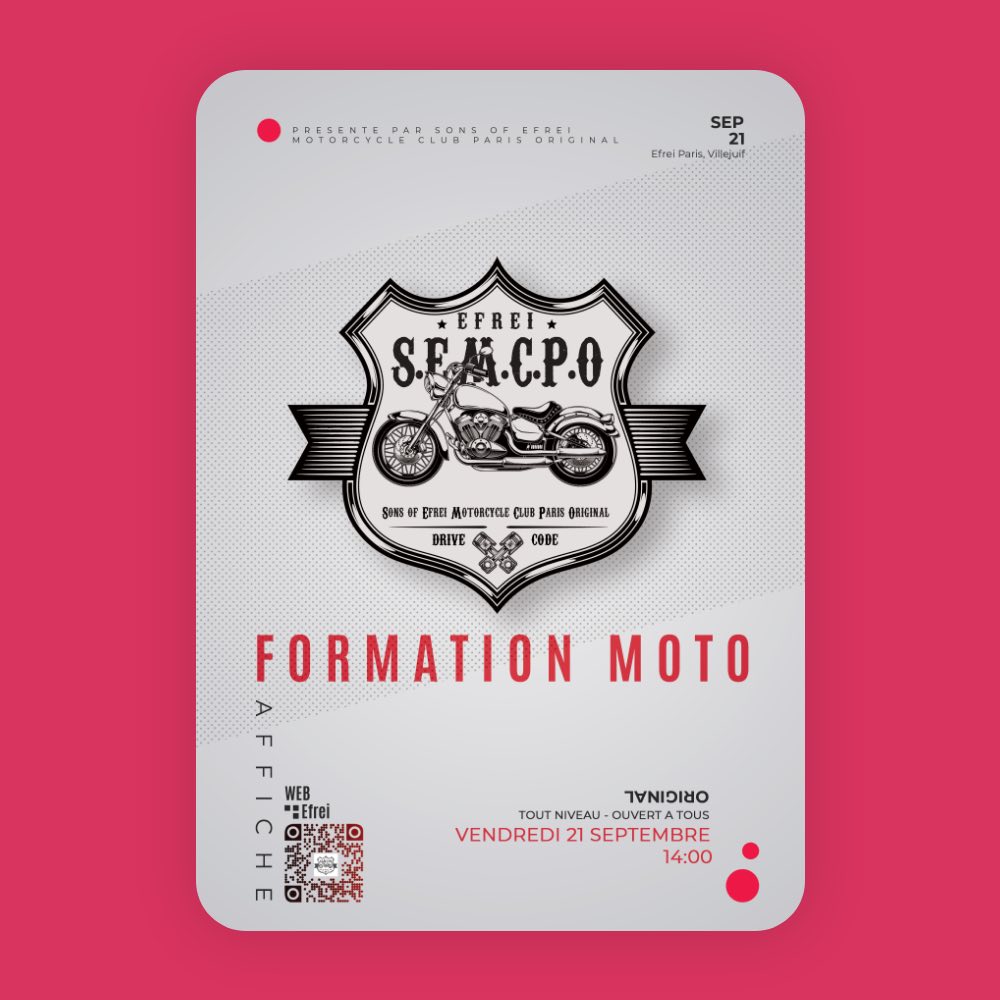 PRESENTE PAR SONS OF EFREI
MOTORCYCLE CLUB PARIS ORIGINAL
SEP
21
Efrei Paris, Villejuif
EFREI
S.E.M.C.P.O
Sons of Efrei Motorcycle Club Paris Original
DRIVE CODE
FORMATION MOTO
AFFICHE
WEB
Efrei
ORIGINAL
TOUT NIVEAU - OUVERT A TOUS
VENDREDI 21 SEPTEMBRE
14:00